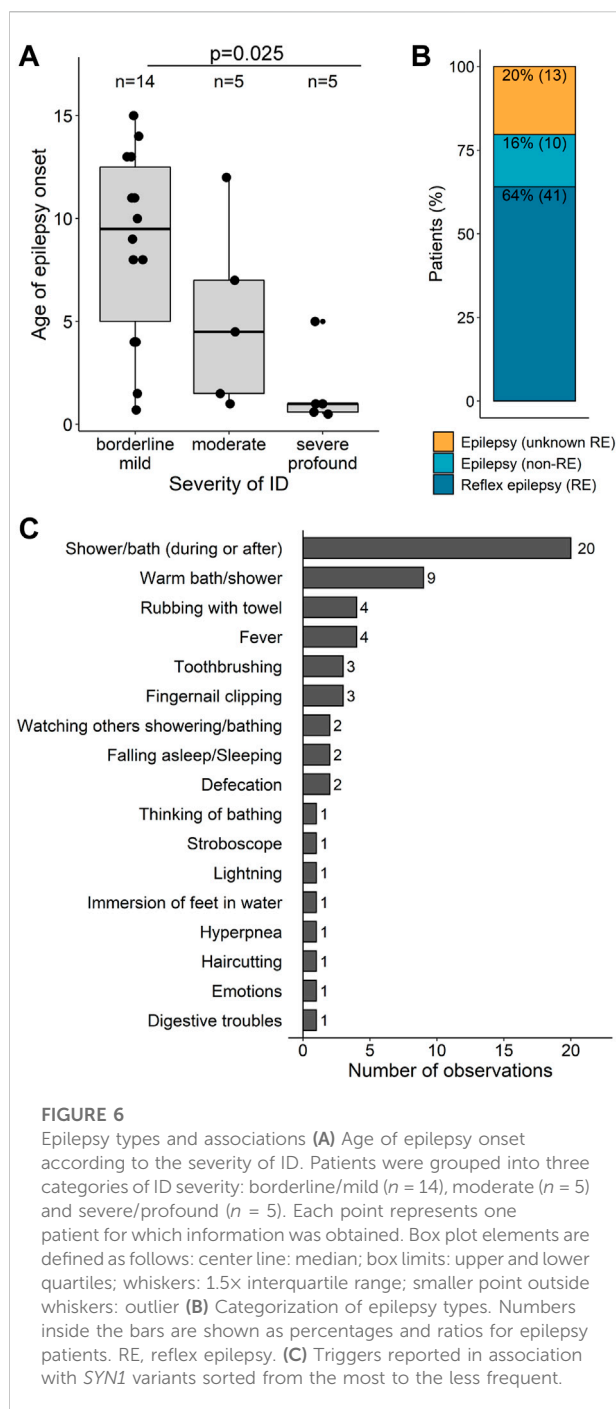 A
p=0.025
n=14 n=5 n=5
Age of epilepsy onset
15
10
5
0
borderline mild
moderate
severe profound
Severity of ID
B
Patients (%)
100
75
50
25
0
20% (13)
16% (10)
64% (41)
Epilepsy (unknown RE)
Epilepsy (non-RE)
Reflex epilepsy (RE)
C
Shower/bath (during or after) 20
Warm bath/shower 9
Rubbing with towel 4
Fever 4
Toothbrushing 3
Fingernail clipping 3
Watching others showering/bathing 2
Falling asleep/Sleeping 2
Defecation 2
Thinking of bathing 1
Stroboscope 1
Lightning 1
Immersion of feet in water 1
Hyperpnea 1
Haircutting 1
Emotions 1
Digestive troubles 1
0 5 10 15 20
Number of observations
FIGURE 6
Epilepsy types and associations (A) Age of epilepsy onset
according to the severity of ID. Patients were grouped into three
categories of ID severity: borderline/mild (n = 14), moderate (n = 5)
and severe/profound (n = 5). Each point represents one
patient for which information was obtained. Box plot elements are
defined as follows: center line: median; box limits: upper and lower
quartiles; whiskers: 1.5× interquartile range; smaller point outside
whiskers: outlier (B) Categorization of epilepsy types. Numbers
inside the bars are shown as percentages and ratios for epilepsy
patients. RE, reflex epilepsy. (C) Triggers reported in association
with SYN1 variants sorted from the most to the less frequent.